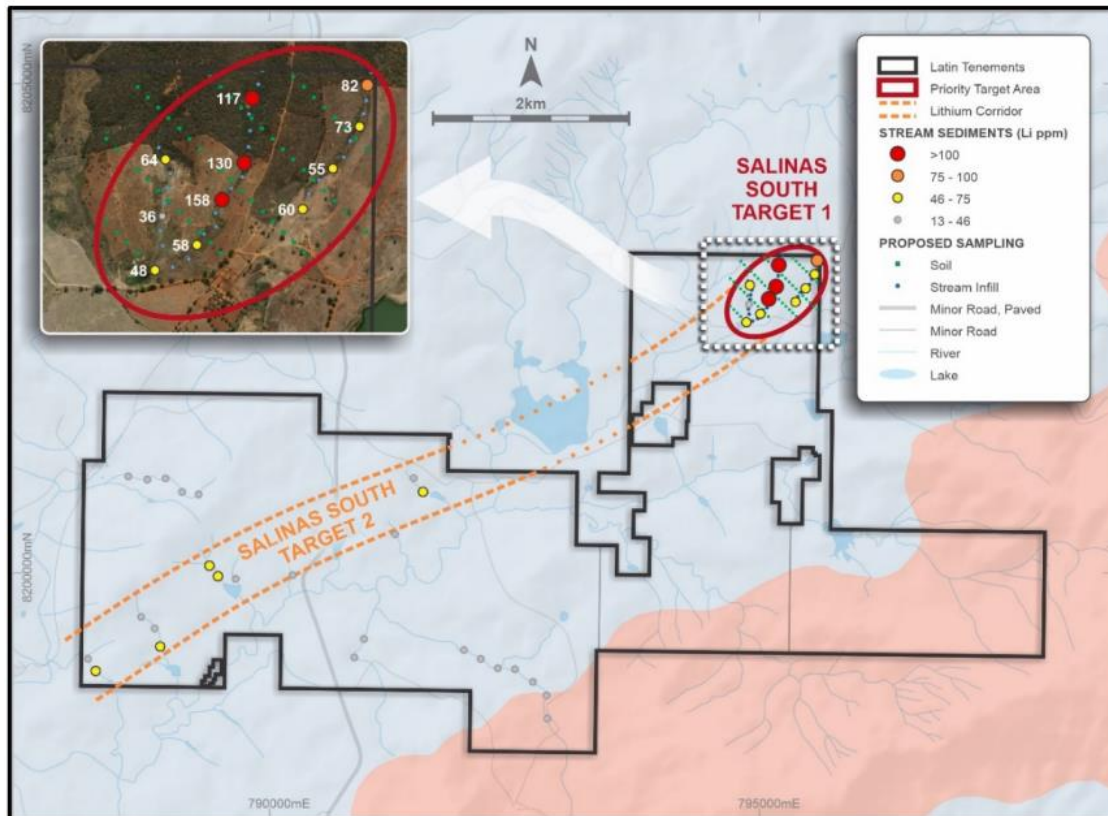 117
82
73
64
130
55
158
36
60
58
48
N
2km
SALINAS
SOUTH
TARGET 1
Latin Tenements
Priority Target Area
Lithium Corridor
STREAM SEDIMENTS (Li ppm)
>100
75 - 100
46 - 75
13 - 46
PROPOSED SAMPLING
Soil
Stream Infill
Minor Road, Paved
Minor Road
River
Lake
SALINAS SOUTH
TARGET 2
8205000mN
8200000mN
790000mE
795000mE